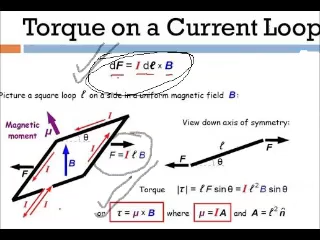 Torque on a Current Loop
dF = I dℓ × B
Picture a square loop ℓ on a side in a uniform magnetic field B:
Magnetic moment μ
I
I
I
I
θ
B
F
F = I ℓ B
View down axis of symmetry:
F
ℓ
θ
F
Torque |τ| = ℓ F sin θ = I ℓ² B sin θ
on τ = μ × B where μ = I A and A = ℓ² n̂